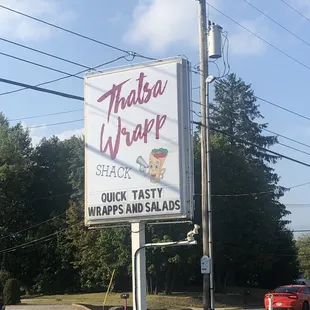 Thatsa
Wrapp
SHACK
QUICK TASTY
WRAPPS AND SALADS